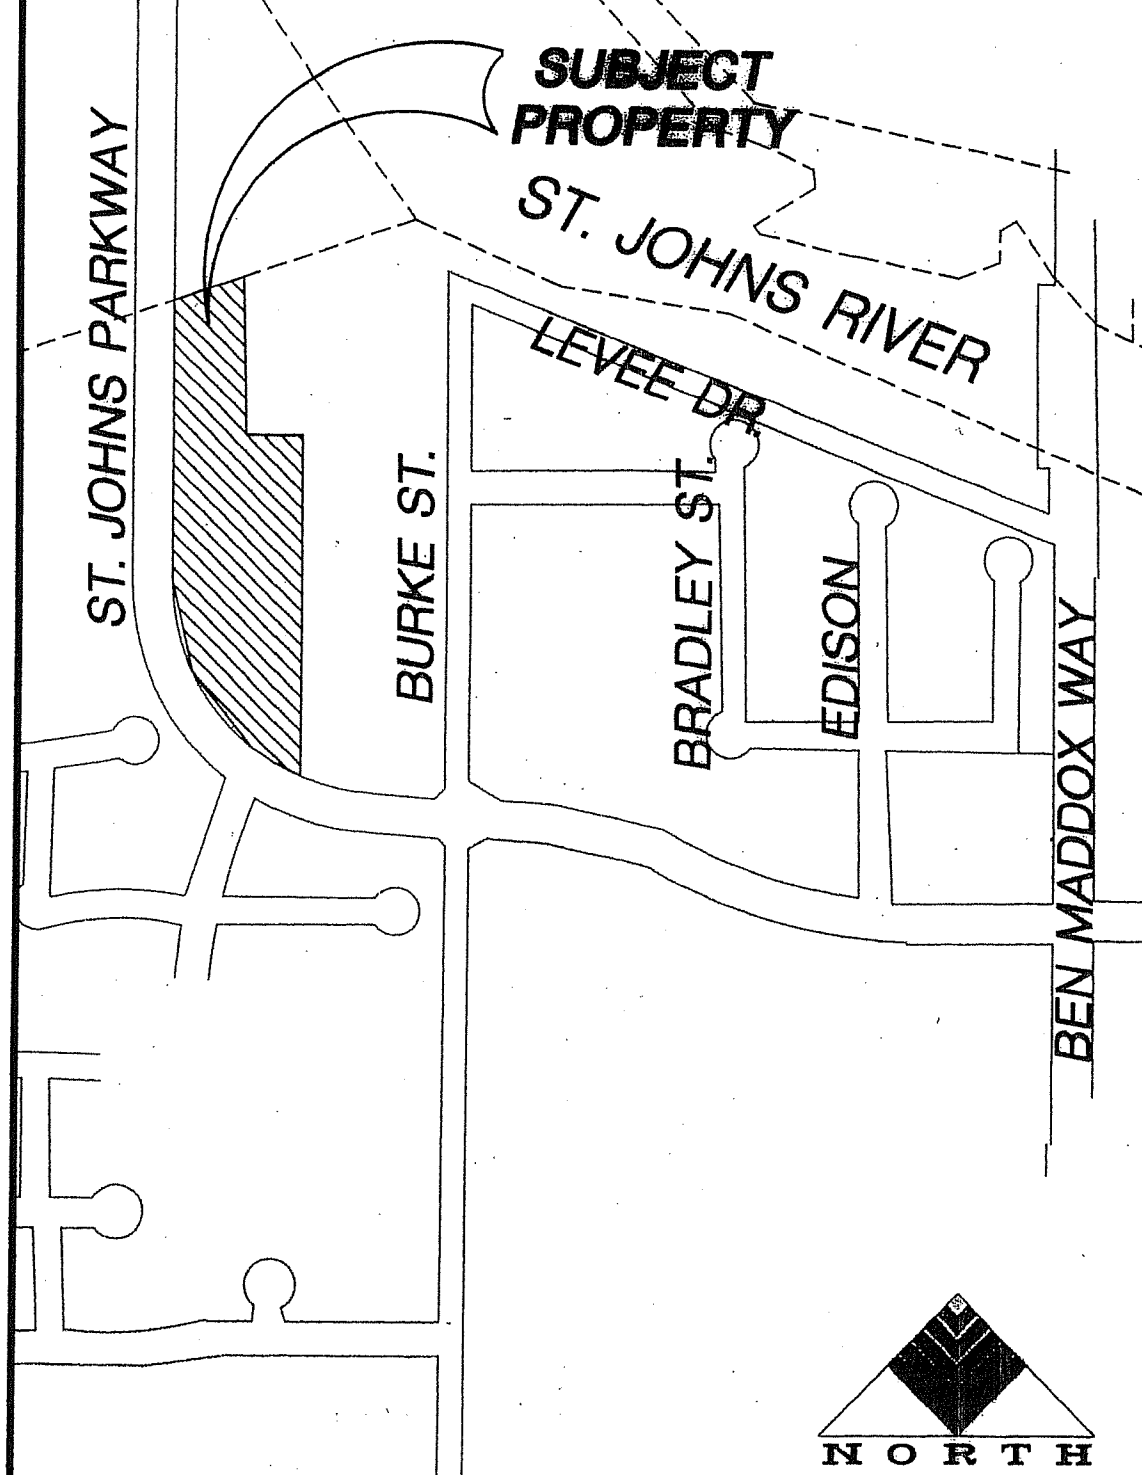 SUBJECT
PROPERTY
ST. JOHNS PARKWAY
ST. JOHNS RIVER
LEVEE DR.
BURKE ST.
BRADLEY ST.
EDISON
BEN MADDOX WAY
NORTH